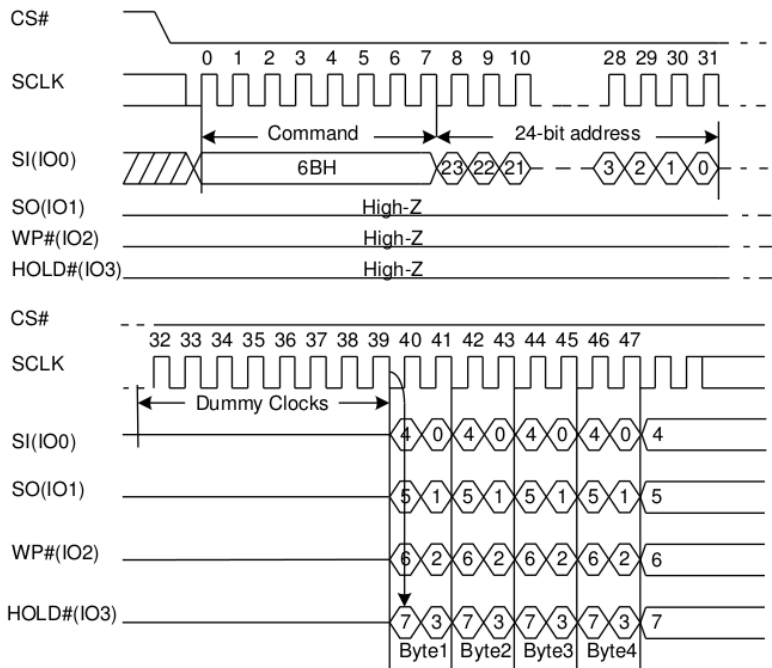 CS#
0 1 2 3 4 5 6 7 8 9 10 28 29 30 31
SCLK
Command 24-bit address
SI(IO0) 6BH 23 22 21 3 2 1 0
SO(IO1) High-Z
WP#(IO2) High-Z
HOLD#(IO3) High-Z
CS#
32 33 34 35 36 37 38 39 40 41 42 43 44 45 46 47
SCLK
Dummy Clocks
SI(IO0) 4 0 4 0 4 0 4 0 4
SO(IO1) 5 1 5 1 5 1 5 1 5
WP#(IO2) 6 2 6 2 6 2 6 2 6
HOLD#(IO3) 7 3 7 3 7 3 7 3 7
Byte1 Byte2 Byte3 Byte4